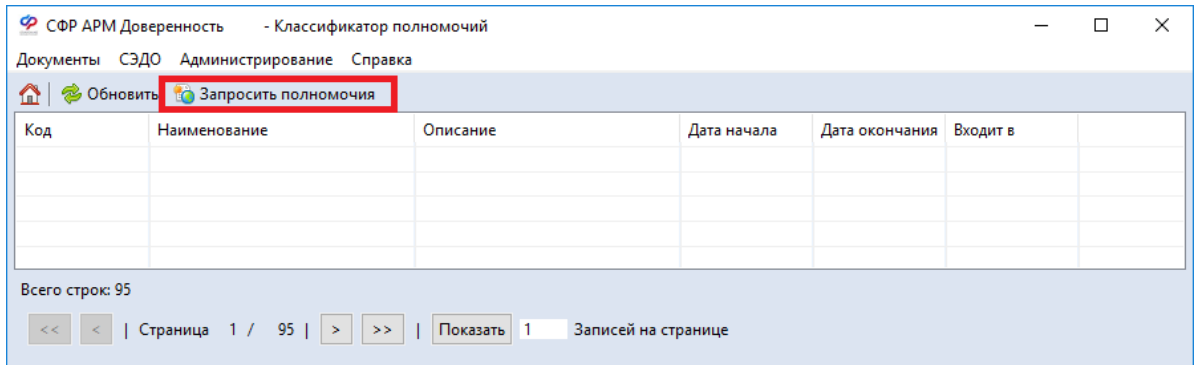 СФР АРМ Доверенность - Классификатор полномочий
Документы СЭДО Администрирование Справка
Обновить Запросить полномочия
Код Наименование Описание Дата начала Дата окончания Входит в
Всего строк: 95
<< < | Страница 1 / 95 | > >> | Показать 1 Записей на странице